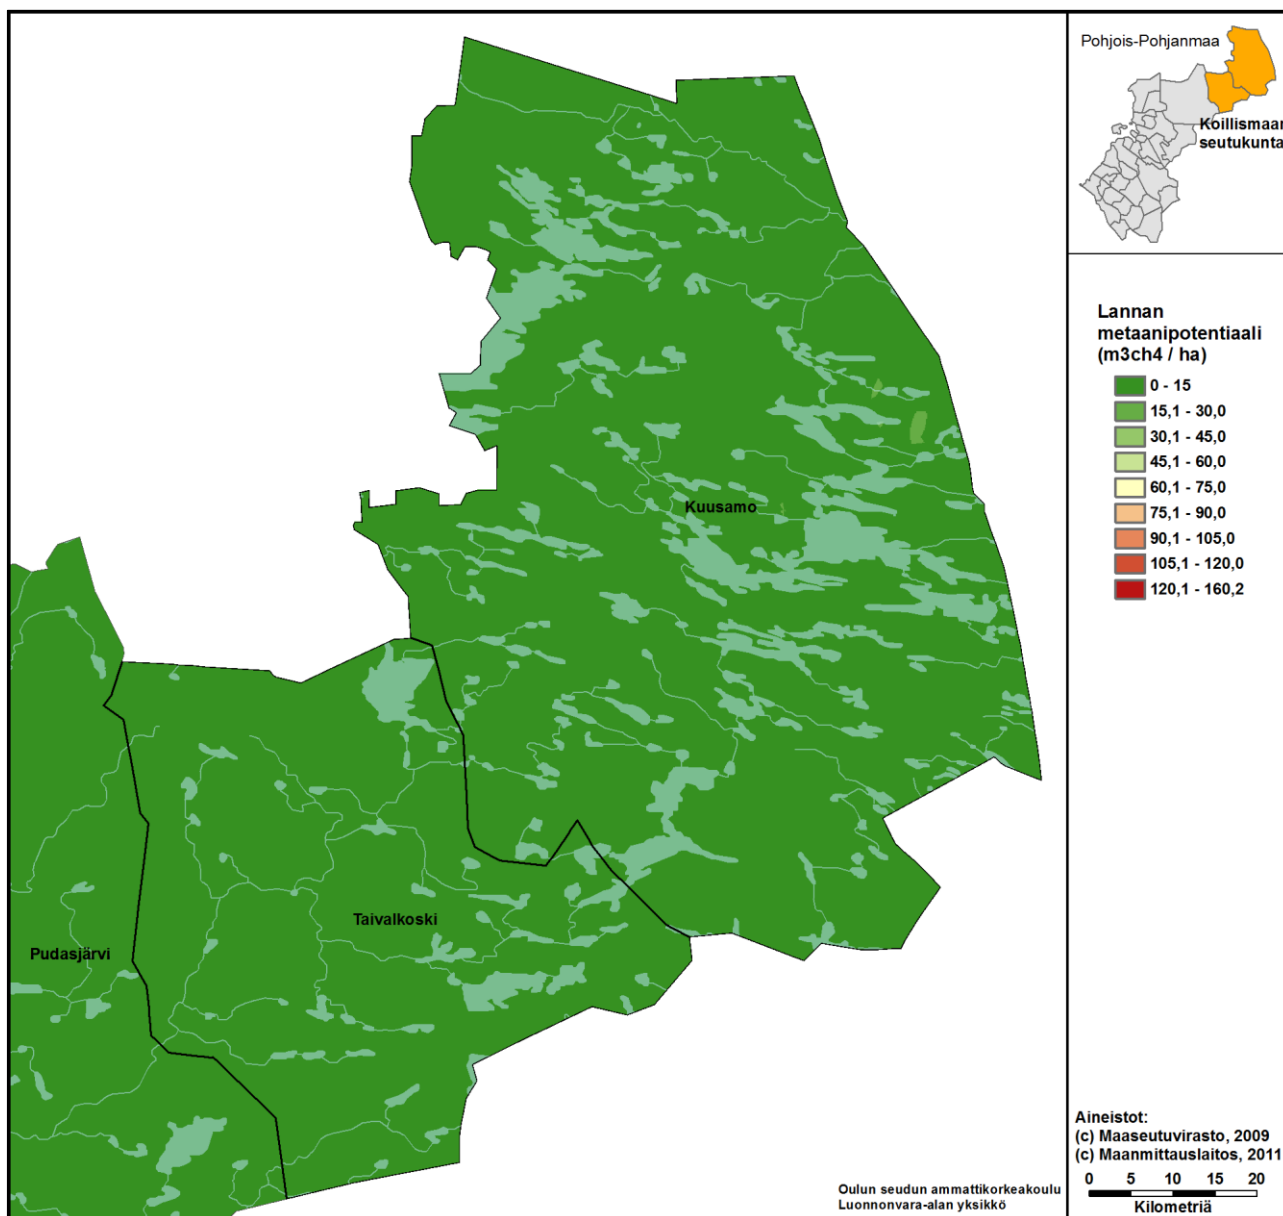 Pohjois-Pohjanmaa
Koillismaan
seutukunta
Lannan
metaanipotentiaali
(m3ch4 / ha)
0 - 15
15,1 - 30,0
30,1 - 45,0
45,1 - 60,0
60,1 - 75,0
75,1 - 90,0
90,1 - 105,0
105,1 - 120,0
120,1 - 160,2
Kuusamo
Taivalkoski
Pudasjärvi
Aineistot:
(c) Maaseutuvirasto, 2009
(c) Maanmittauslaitos, 2011
0 5 10 15 20
Kilometriä
Oulun seudun ammattikorkeakoulu
Luonnonvara-alan yksikkö